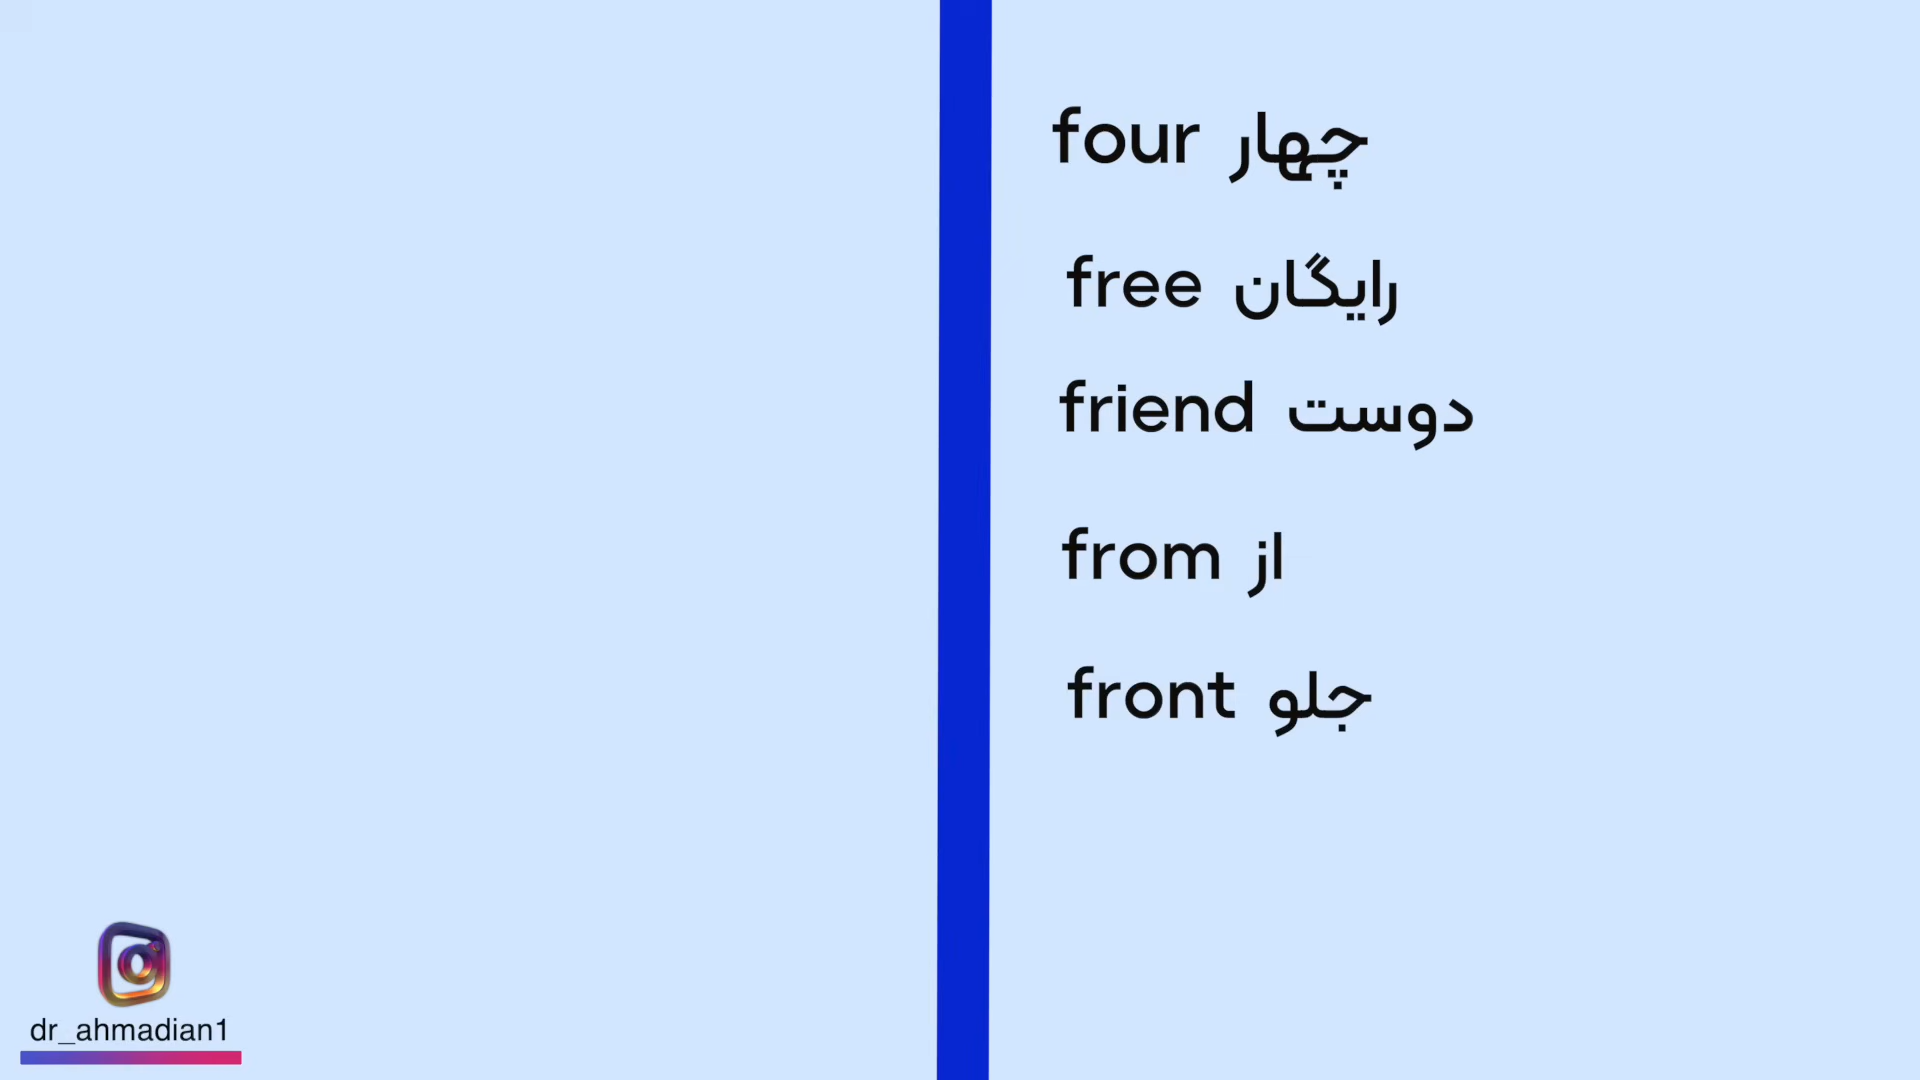 four چهار
free رایگان
friend دوست
from از
front جلو
dr_ahmadian1